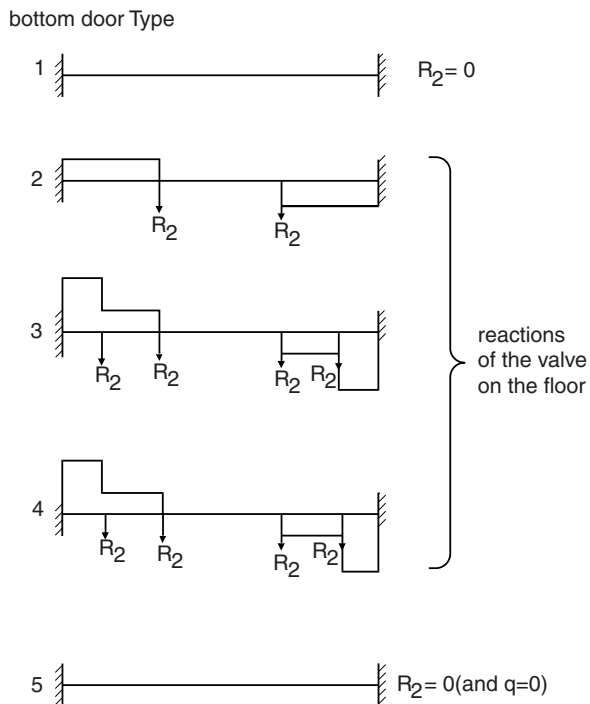 bottom door Type
1
R2= 0
2
R2
R2
3
R2
R2
R2
R2
reactions
of the valve
on the floor
4
R2
R2
R2
R2
5
R2= 0(and q=0)